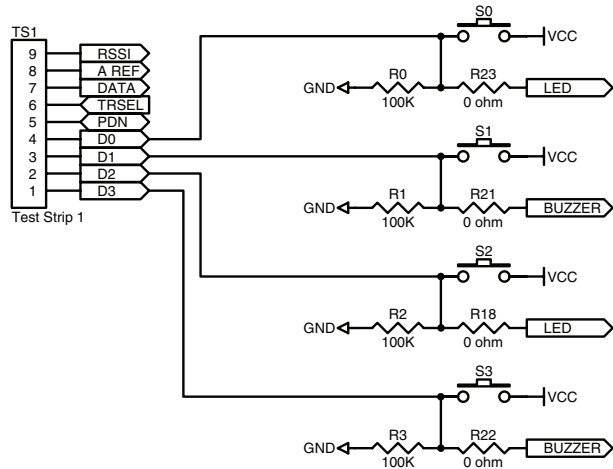 TS1
9 RSSI
8 A REF
7 DATA
6 TRSEL
5 PDN
4 D0
3 D1
2 D2
1 D3
Test Strip 1
S0
VCC
GND R0 R23 LED
100K 0 ohm
S1
VCC
GND R1 R21 BUZZER
100K 0 ohm
S2
VCC
GND R2 R18 LED
100K 0 ohm
S3
VCC
GND R3 R22 BUZZER
100K 0 ohm